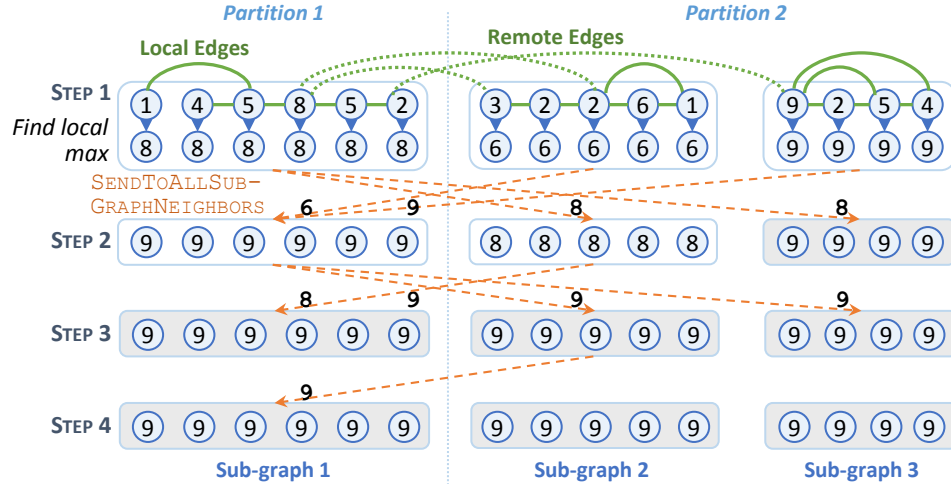 Partition 1 Partition 2
Local Edges Remote Edges
STEP 1
1 4 5 8 5 2 3 2 2 6 1 9 2 5 4
Find local
max
8 8 8 8 8 8 6 6 6 6 6 9 9 9 9
SENDTOALLSUB-
GRAPHNEIGHBORS
6 9 8 8
STEP 2 9 9 9 9 9 9 8 8 8 8 8 9 9 9 9
8 9 9 9
STEP 3 9 9 9 9 9 9 9 9 9 9 9 9 9 9 9
9
STEP 4 9 9 9 9 9 9 9 9 9 9 9 9 9 9 9
Sub-graph 1 Sub-graph 2 Sub-graph 3